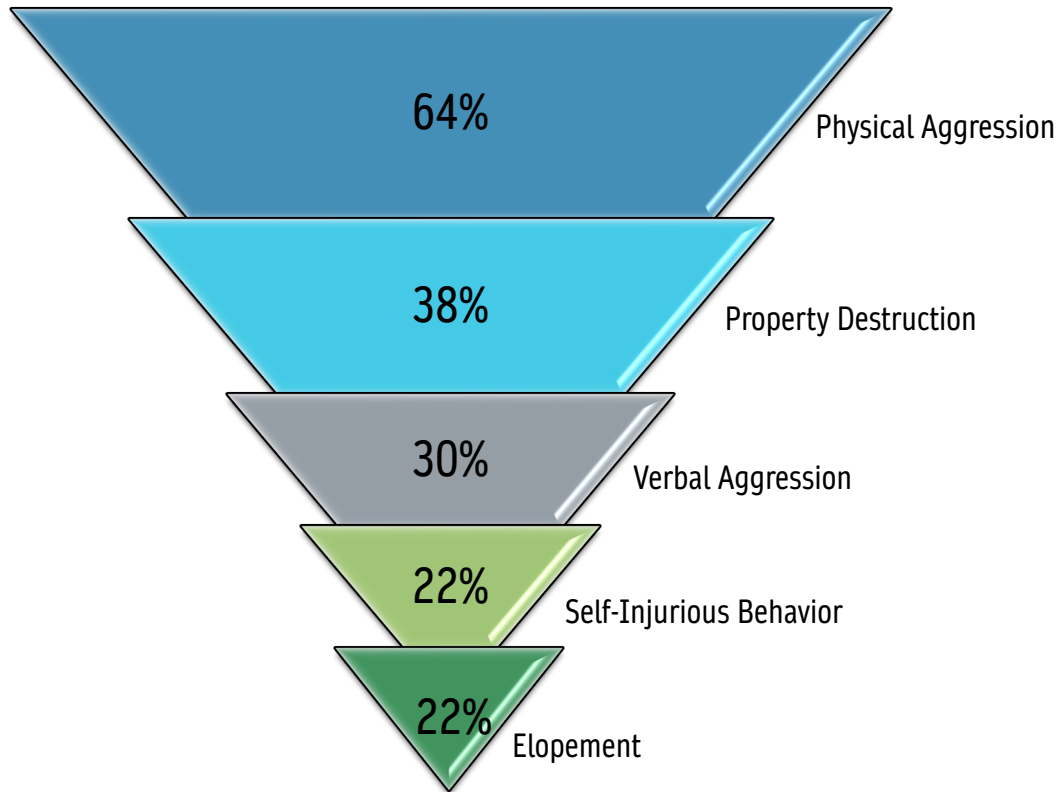 64%
Physical Aggression
38%
Property Destruction
30%
Verbal Aggression
22%
Self-Injurious Behavior
22%
Elopement